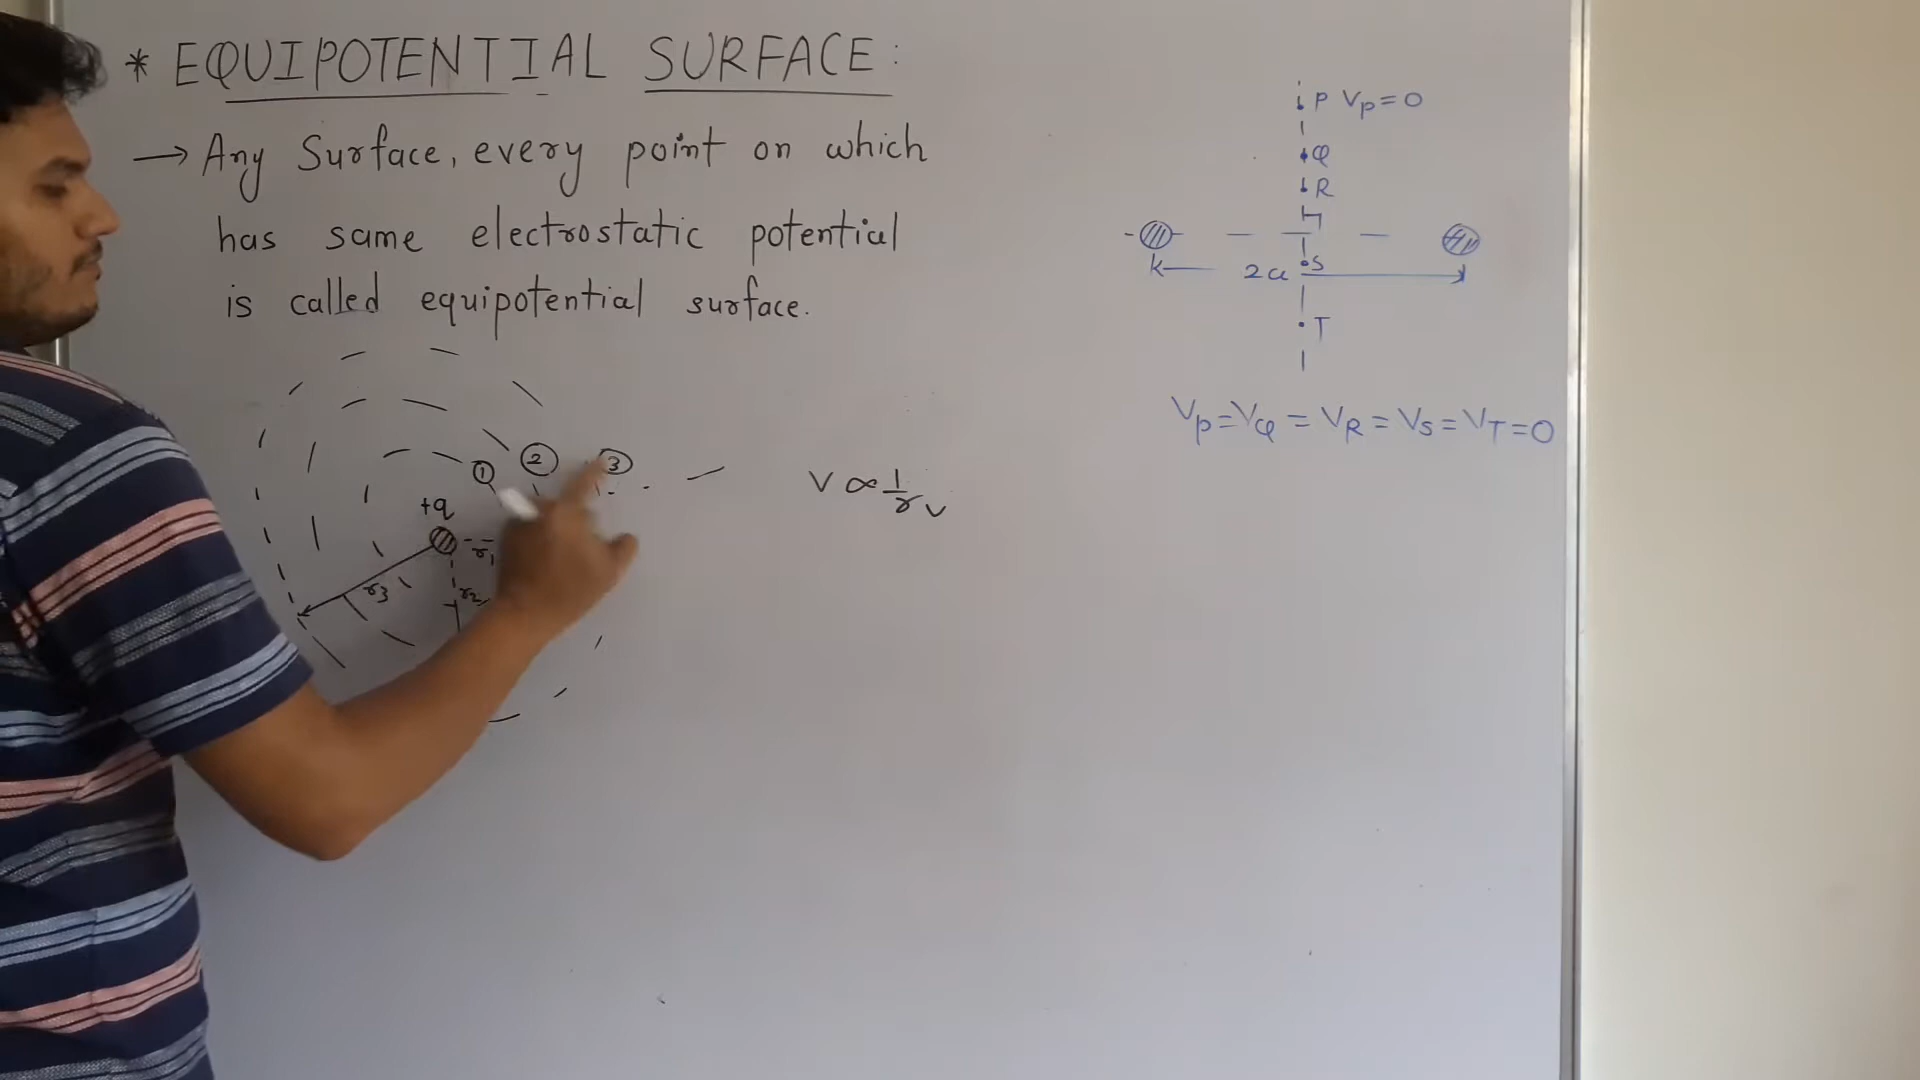 * EQUIPOTENTIAL SURFACE:
→ Any Surface, every point on which
has same electrostatic potential
is called equipotential surface.
① ② ③
+q
r₁
r₂
r₃
V ∝ 1/r
P Vp=0
Q
R
S
2a
T
Vp=VQ=VR=VS=VT=0